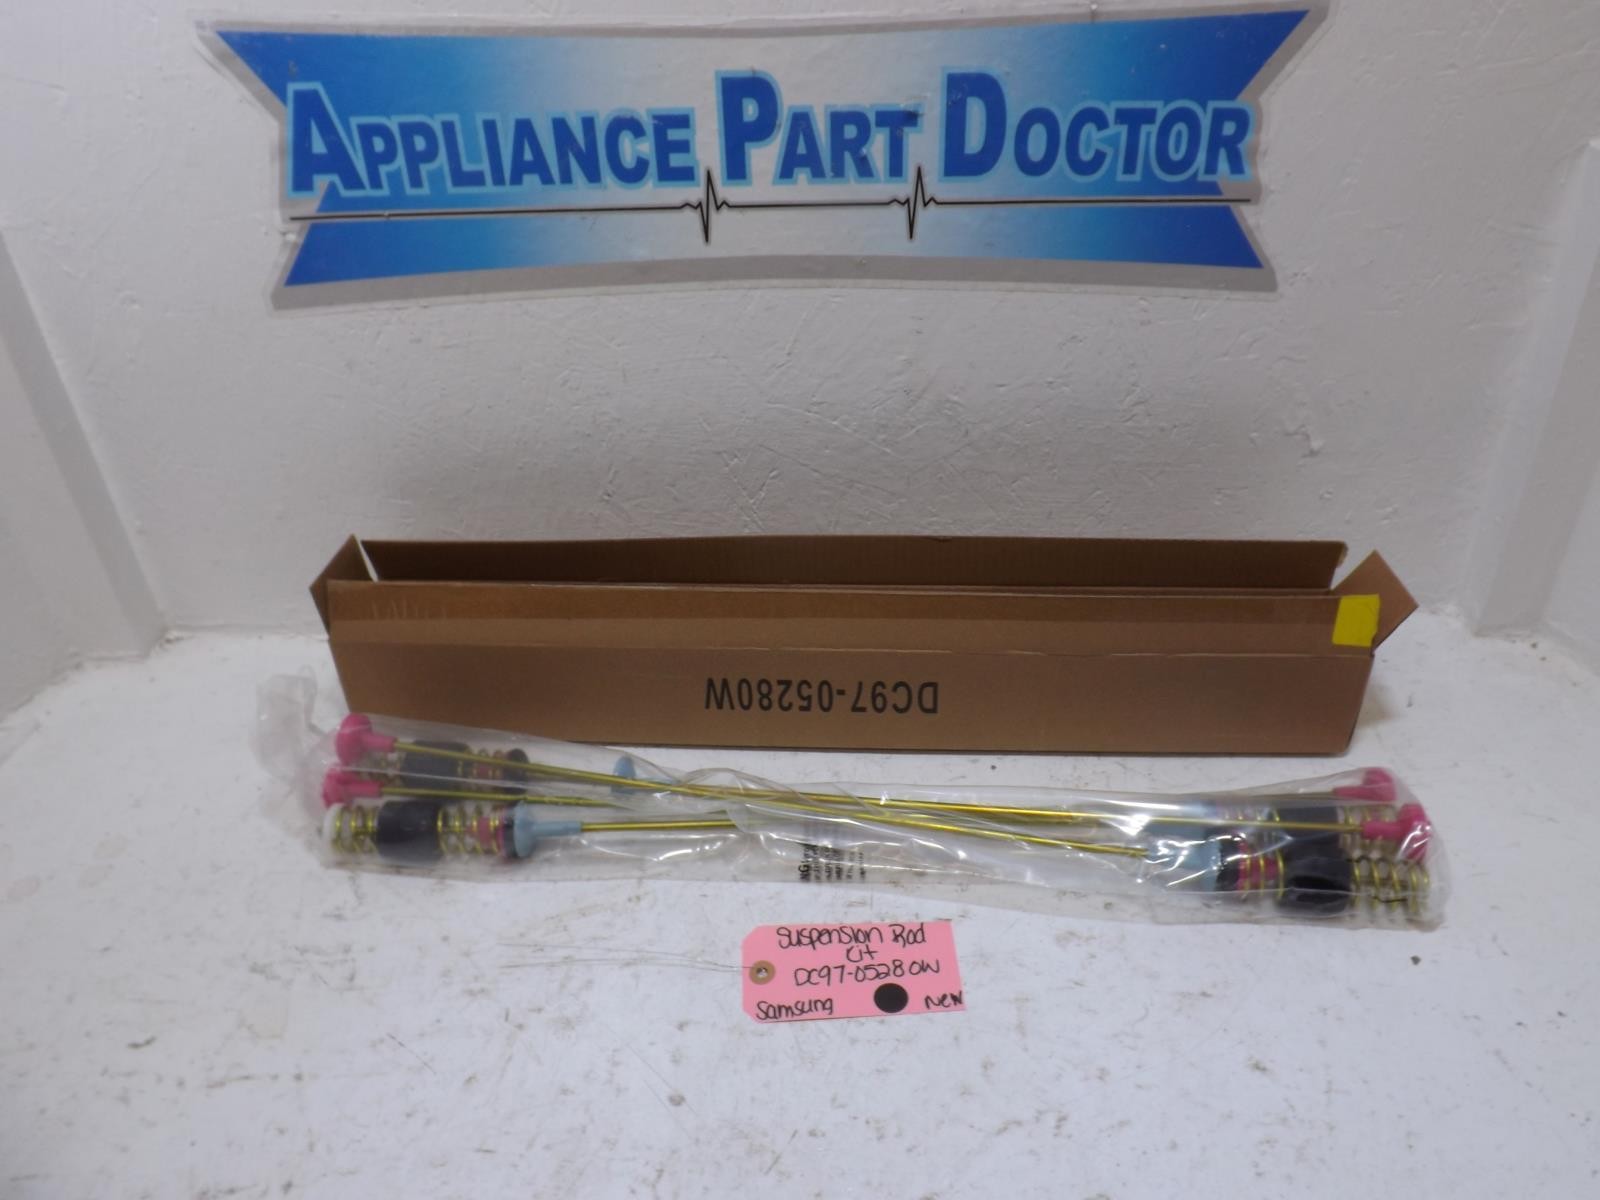 APPLIANCE PART DOCTOR
DC97-05280W
Suspension Rod
Kit
DC97-05280W
Samsung New